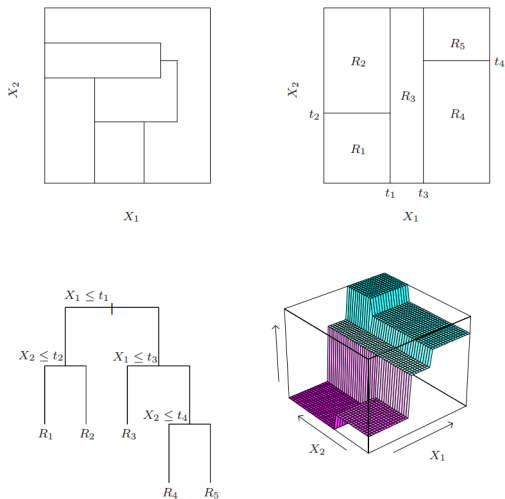 X₂
X₁
R₂
R₅
t₄
R₃
t₂
R₄
R₁
t₁
t₃
X₂
X₁
X₁ ≤ t₁
X₂ ≤ t₂
X₁ ≤ t₃
X₂ ≤ t₄
R₁
R₂
R₃
R₄
R₅
X₂
X₁